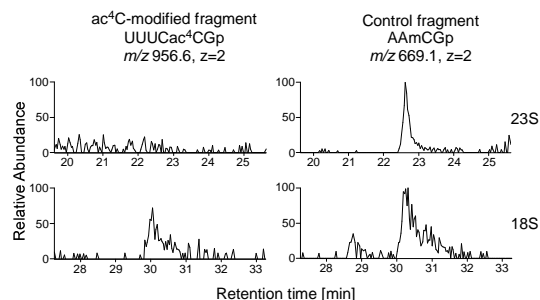 ac⁴C-modified fragment
UUUCac⁴CGp
m/z 956.6, z=2
Control fragment
AAmCGp
m/z 669.1, z=2
Relative Abundance
100
50
0
20 21 22 23 24 25
100
50
0
20 21 22 23 24 25
23S
100
50
0
28 29 30 31 32 33
100
50
0
28 29 30 31 32 33
18S
Retention time [min]